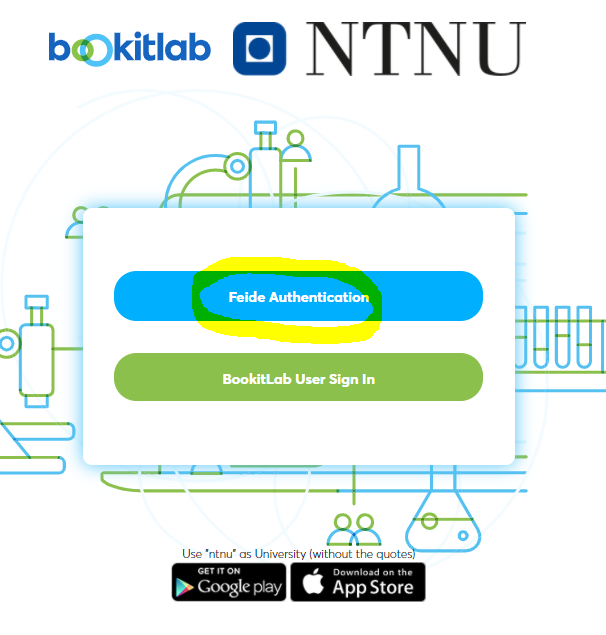 bookitlab NTNU
Feide Authentication
BookitLab User Sign In
Use "ntnu" as University (without the quotes)
GET IT ON
Google play
Download on the
App Store